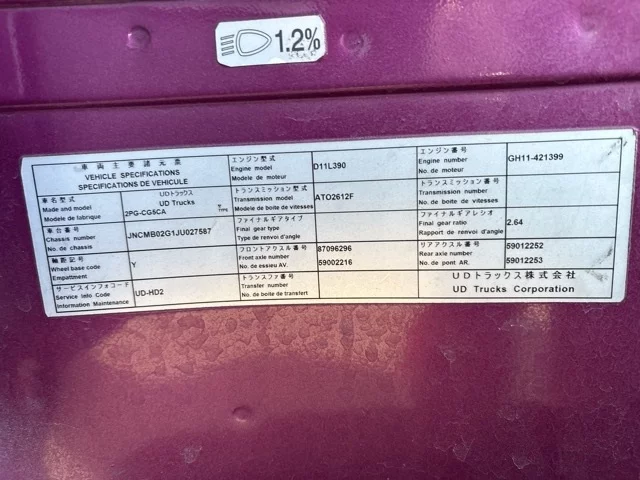 1.2%
車両主要諸元票
VEHICLE SPECIFICATIONS
SPECIFICATIONS DE VEHICULE
エンジン型式
Engine model
Modele de moteur
D11L390
エンジン番号
Engine number
No. de moteur
GH11-421399
車名型式
Made and model
Modele de fabrique
UDトラックス
UD Trucks
2PG-CG5CA
TYPE
トランスミッション型式
Transmission model
Modele de boite de vitesses
ATO2612F
トランスミッション番号
Transmission number
No. de boite de vitesses
車台番号
Chassis number
No. de chassis
JNCMB02G1JU027587
ファイナルギアタイプ
Final gear type
Type de renvoi d'angle
ファイナルギアレシオ
Final gear ratio
Rapport de renvoi d'angle
2.64
軸距記号
Wheel base code
Empattment
Y
フロントアクスル番号
Front axle number
No. de essieu AV.
87096296
59002216
リアアクスル番号
Rear axle number
No. de pont AR.
59012252
59012253
サービスインフォコード
Service Info Code
Information Maintenance
UD-HD2
トランスファ番号
Transfer number
No. de boite de transfert
UDトラックス株式会社
UD Trucks Corporation